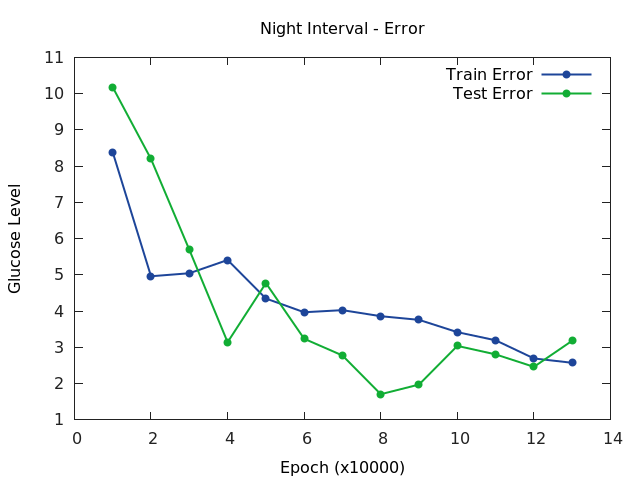 Night Interval - Error
Train Error
Test Error
Glucose Level
11
10
9
8
7
6
5
4
3
2
1
0 2 4 6 8 10 12 14
Epoch (x10000)